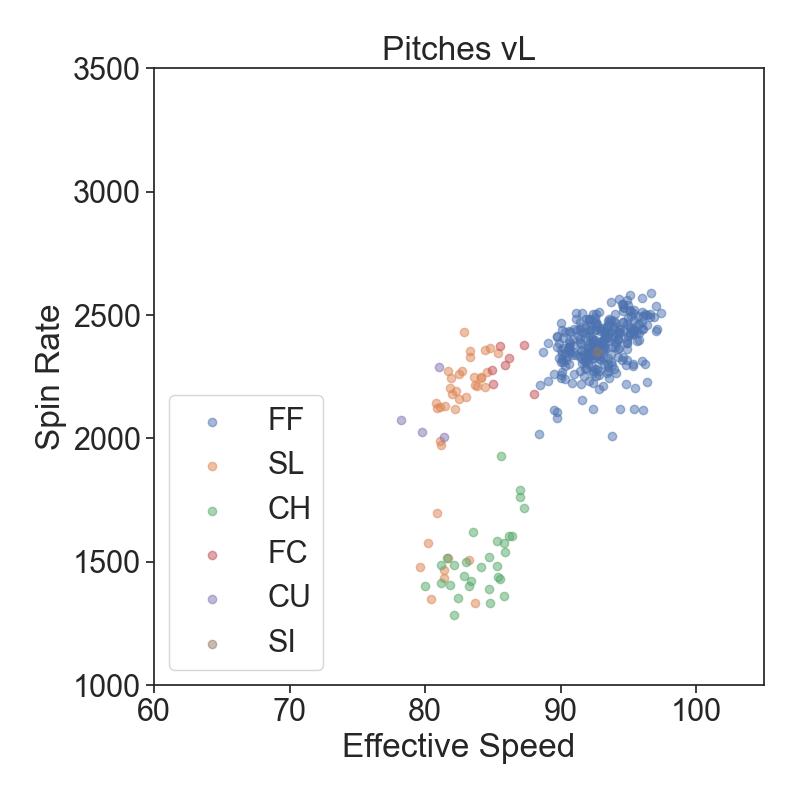 Pitches vL
3500
3000
2500
2000
1500
1000
Spin Rate
FF
SL
CH
FC
CU
SI
60 70 80 90 100
Effective Speed